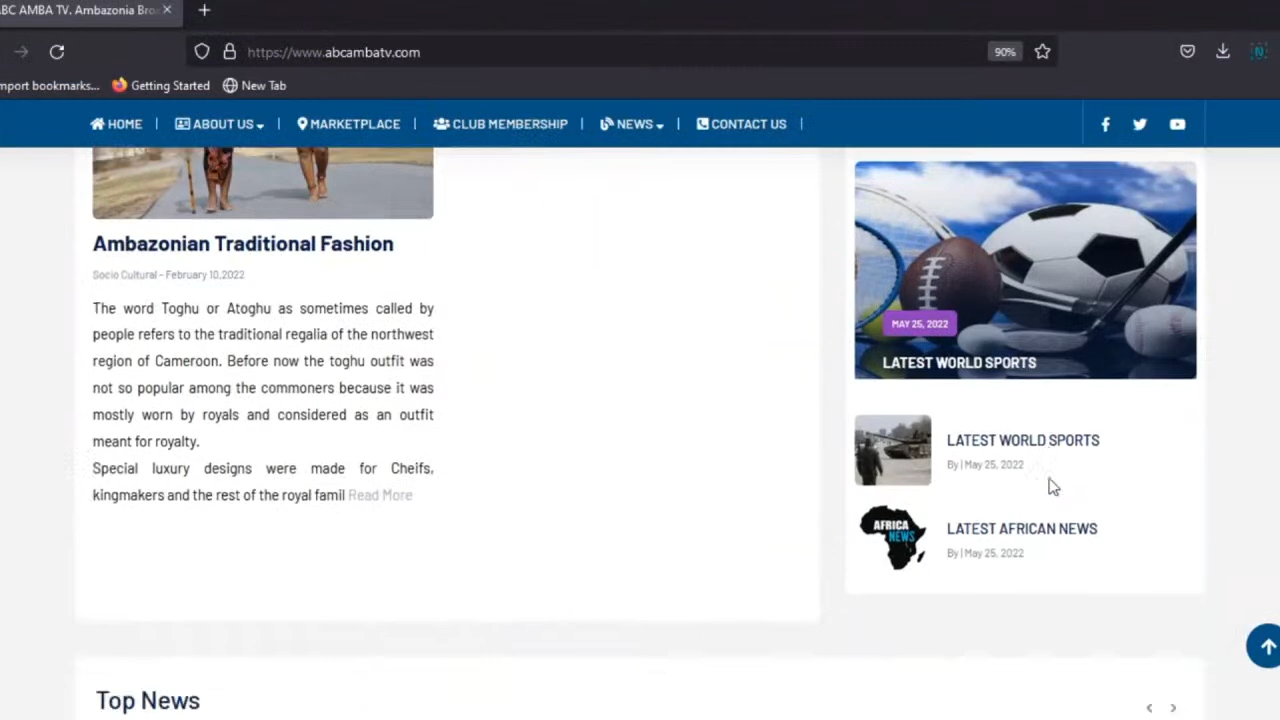 BC AMBA TV. Ambazonia Bro
https://www.abcambatv.com
90%
mport bookmarks...
Getting Started
New Tab
HOME
ABOUT US
MARKETPLACE
CLUB MEMBERSHIP
NEWS
CONTACT US
Ambazonian Traditional Fashion
Socio Cultural - February 10,2022
The word Toghu or Atoghu as sometimes called by
people refers to the traditional regalia of the northwest
region of Cameroon. Before now the toghu outfit was
not so popular among the commoners because it was
mostly worn by royals and considered as an outfit
meant for royalty.
Special luxury designs were made for Cheifs,
kingmakers and the rest of the royal famil Read More
MAY 25, 2022
LATEST WORLD SPORTS
LATEST WORLD SPORTS
By | May 25, 2022
AFRICA
NEWS
LATEST AFRICAN NEWS
By | May 25, 2022
Top News